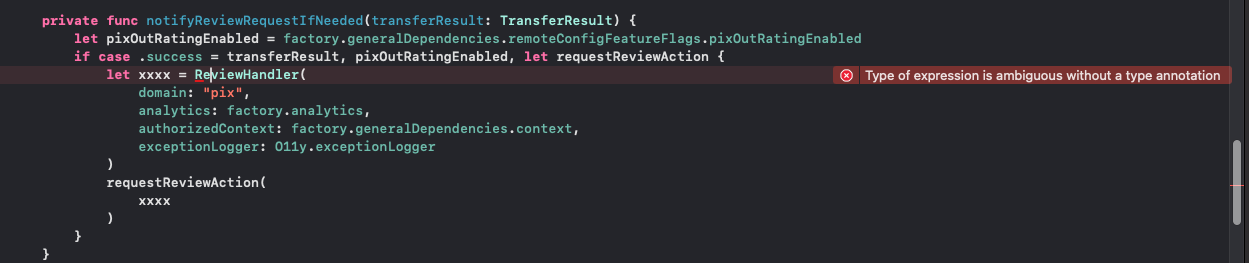 private func notifyReviewRequestIfNeeded(transferResult: TransferResult) {
let pixOutRatingEnabled = factory.generalDependencies.remoteConfigFeatureFlags.pixOutRatingEnabled
if case .success = transferResult, pixOutRatingEnabled, let requestReviewAction {
let xxxx = ReviewHandler(
Type of expression is ambiguous without a type annotation
domain: "pix",
analytics: factory.analytics,
authorizedContext: factory.generalDependencies.context,
exceptionLogger: O11y.exceptionLogger
)
requestReviewAction(
xxxx
)
}
}